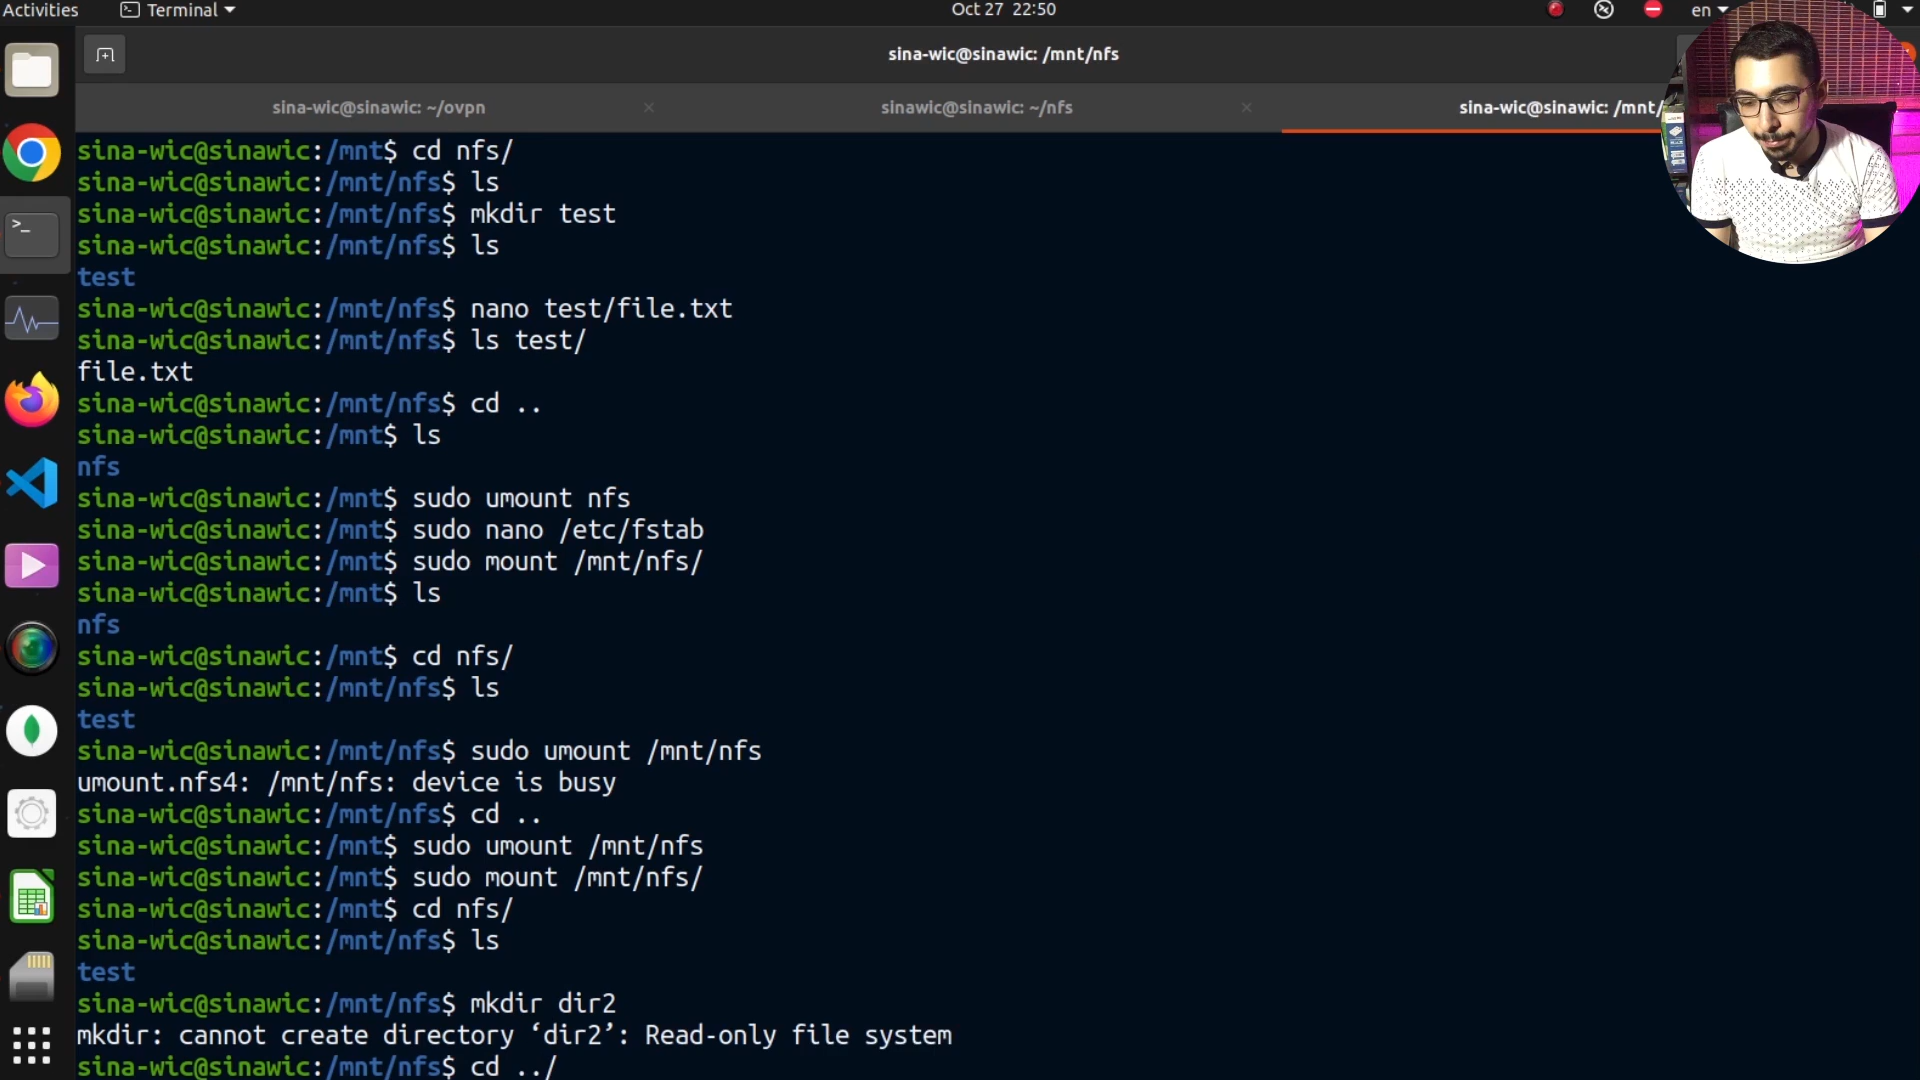 Activities
Terminal
Oct 27 22:50
en
sina-wic@sinawic: /mnt/nfs
sina-wic@sinawic: ~/ovpn
sinawic@sinawic: ~/nfs
sina-wic@sinawic: /mnt/
sina-wic@sinawic:/mnt$ cd nfs/
sina-wic@sinawic:/mnt/nfs$ ls
sina-wic@sinawic:/mnt/nfs$ mkdir test
sina-wic@sinawic:/mnt/nfs$ ls
test
sina-wic@sinawic:/mnt/nfs$ nano test/file.txt
sina-wic@sinawic:/mnt/nfs$ ls test/
file.txt
sina-wic@sinawic:/mnt/nfs$ cd ..
sina-wic@sinawic:/mnt$ ls
nfs
sina-wic@sinawic:/mnt$ sudo umount nfs
sina-wic@sinawic:/mnt$ sudo nano /etc/fstab
sina-wic@sinawic:/mnt$ sudo mount /mnt/nfs/
sina-wic@sinawic:/mnt$ ls
nfs
sina-wic@sinawic:/mnt$ cd nfs/
sina-wic@sinawic:/mnt/nfs$ ls
test
sina-wic@sinawic:/mnt/nfs$ sudo umount /mnt/nfs
umount.nfs4: /mnt/nfs: device is busy
sina-wic@sinawic:/mnt/nfs$ cd ..
sina-wic@sinawic:/mnt$ sudo umount /mnt/nfs
sina-wic@sinawic:/mnt$ sudo mount /mnt/nfs/
sina-wic@sinawic:/mnt$ cd nfs/
sina-wic@sinawic:/mnt/nfs$ ls
test
sina-wic@sinawic:/mnt/nfs$ mkdir dir2
mkdir: cannot create directory ‘dir2’: Read-only file system
sina-wic@sinawic:/mnt/nfs$ cd ../